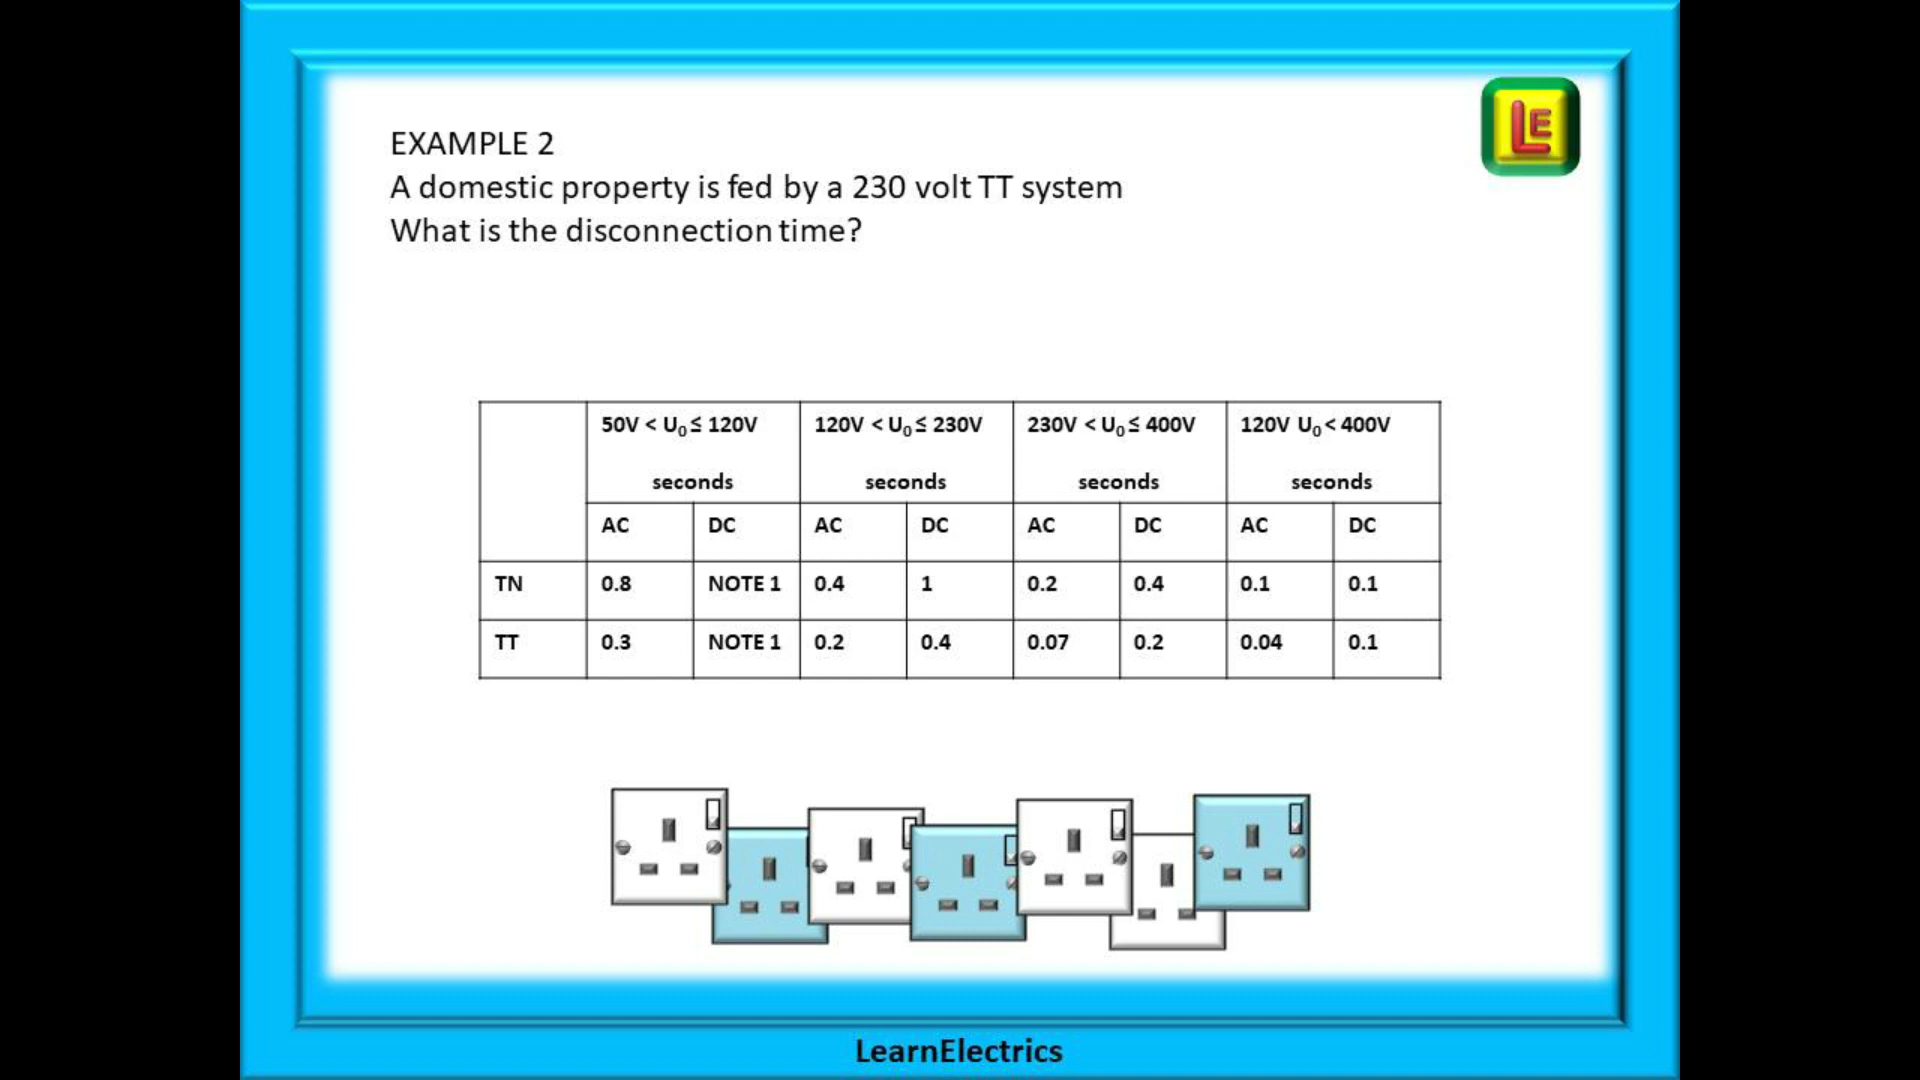 LE
EXAMPLE 2
A domestic property is fed by a 230 volt TT system
What is the disconnection time?
50V < U₀ ≤ 120V 120V < U₀ ≤ 230V 230V < U₀ ≤ 400V 120V U₀ < 400V
seconds seconds seconds seconds
AC DC AC DC AC DC AC DC
TN 0.8 NOTE 1 0.4 1 0.2 0.4 0.1 0.1
TT 0.3 NOTE 1 0.2 0.4 0.07 0.2 0.04 0.1
LearnElectrics